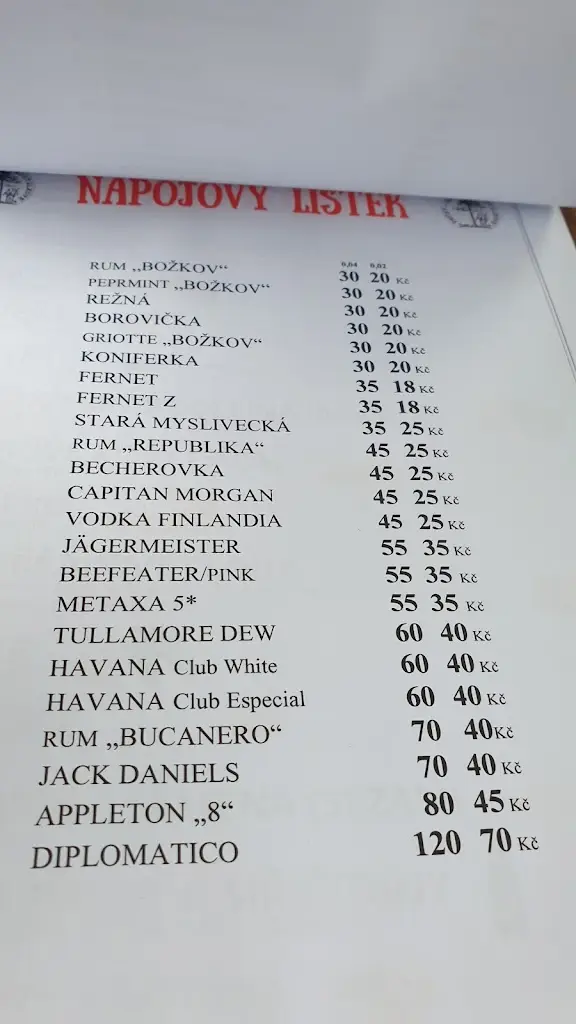 NAPOJOVY LISTEK
0,04 0,02
RUM „BOŽKOV“ 30 20 Kč
PEPRMINT „BOŽKOV“ 30 20 Kč
REŽNÁ 30 20 Kč
BOROVIČKA 30 20 Kč
GRIOTTE „BOŽKOV“ 30 20 Kč
KONIFERKA 30 20 Kč
FERNET 35 18 Kč
FERNET Z 35 18 Kč
STARÁ MYSLIVECKÁ 35 25 Kč
RUM „REPUBLIKA“ 45 25 Kč
BECHEROVKA 45 25 Kč
CAPITAN MORGAN 45 25 Kč
VODKA FINLANDIA 45 25 Kč
JÄGERMEISTER 55 35 Kč
BEEFEATER/PINK 55 35 Kč
METAXA 5* 55 35 Kč
TULLAMORE DEW 60 40 Kč
HAVANA Club White 60 40 Kč
HAVANA Club Especial 60 40 Kč
RUM „BUCANERO“ 70 40Kč
JACK DANIELS 70 40 Kč
APPLETON „8“ 80 45 Kč
DIPLOMATICO 120 70 Kč